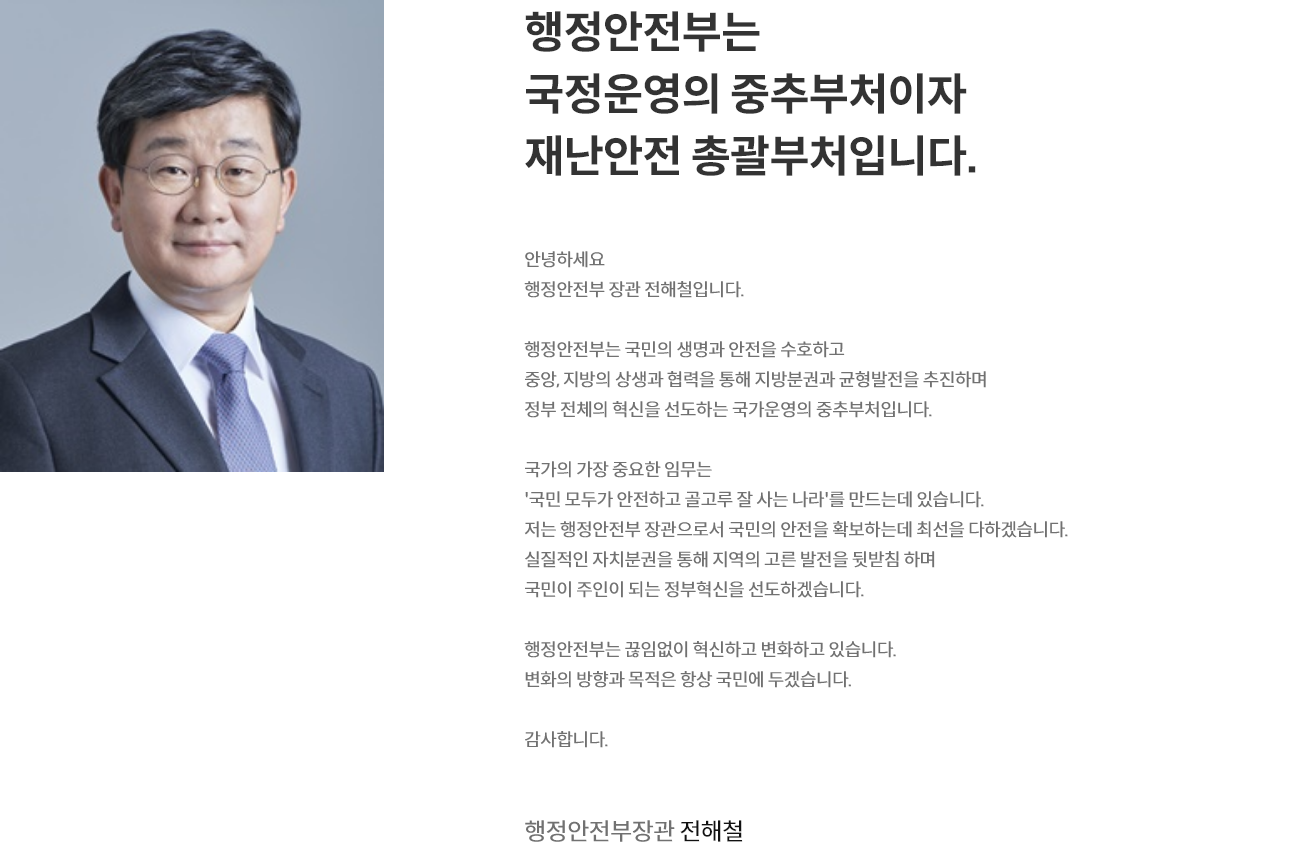 행정안전부는
국정운영의 중추부처이자
재난안전 총괄부처입니다.
안녕하세요
행정안전부 장관 전해철입니다.
행정안전부는 국민의 생명과 안전을 수호하고
중앙, 지방의 상생과 협력을 통해 지방분권과 균형발전을 추진하며
정부 전체의 혁신을 선도하는 국가운영의 중추부처입니다.
국가의 가장 중요한 임무는
'국민 모두가 안전하고 골고루 잘 사는 나라'를 만드는데 있습니다.
저는 행정안전부 장관으로서 국민의 안전을 확보하는데 최선을 다하겠습니다.
실질적인 자치분권을 통해 지역의 고른 발전을 뒷받침 하며
국민이 주인이 되는 정부혁신을 선도하겠습니다.
행정안전부는 끊임없이 혁신하고 변화하고 있습니다.
변화의 방향과 목적은 항상 국민에 두겠습니다.
감사합니다.
행정안전부장관 전해철